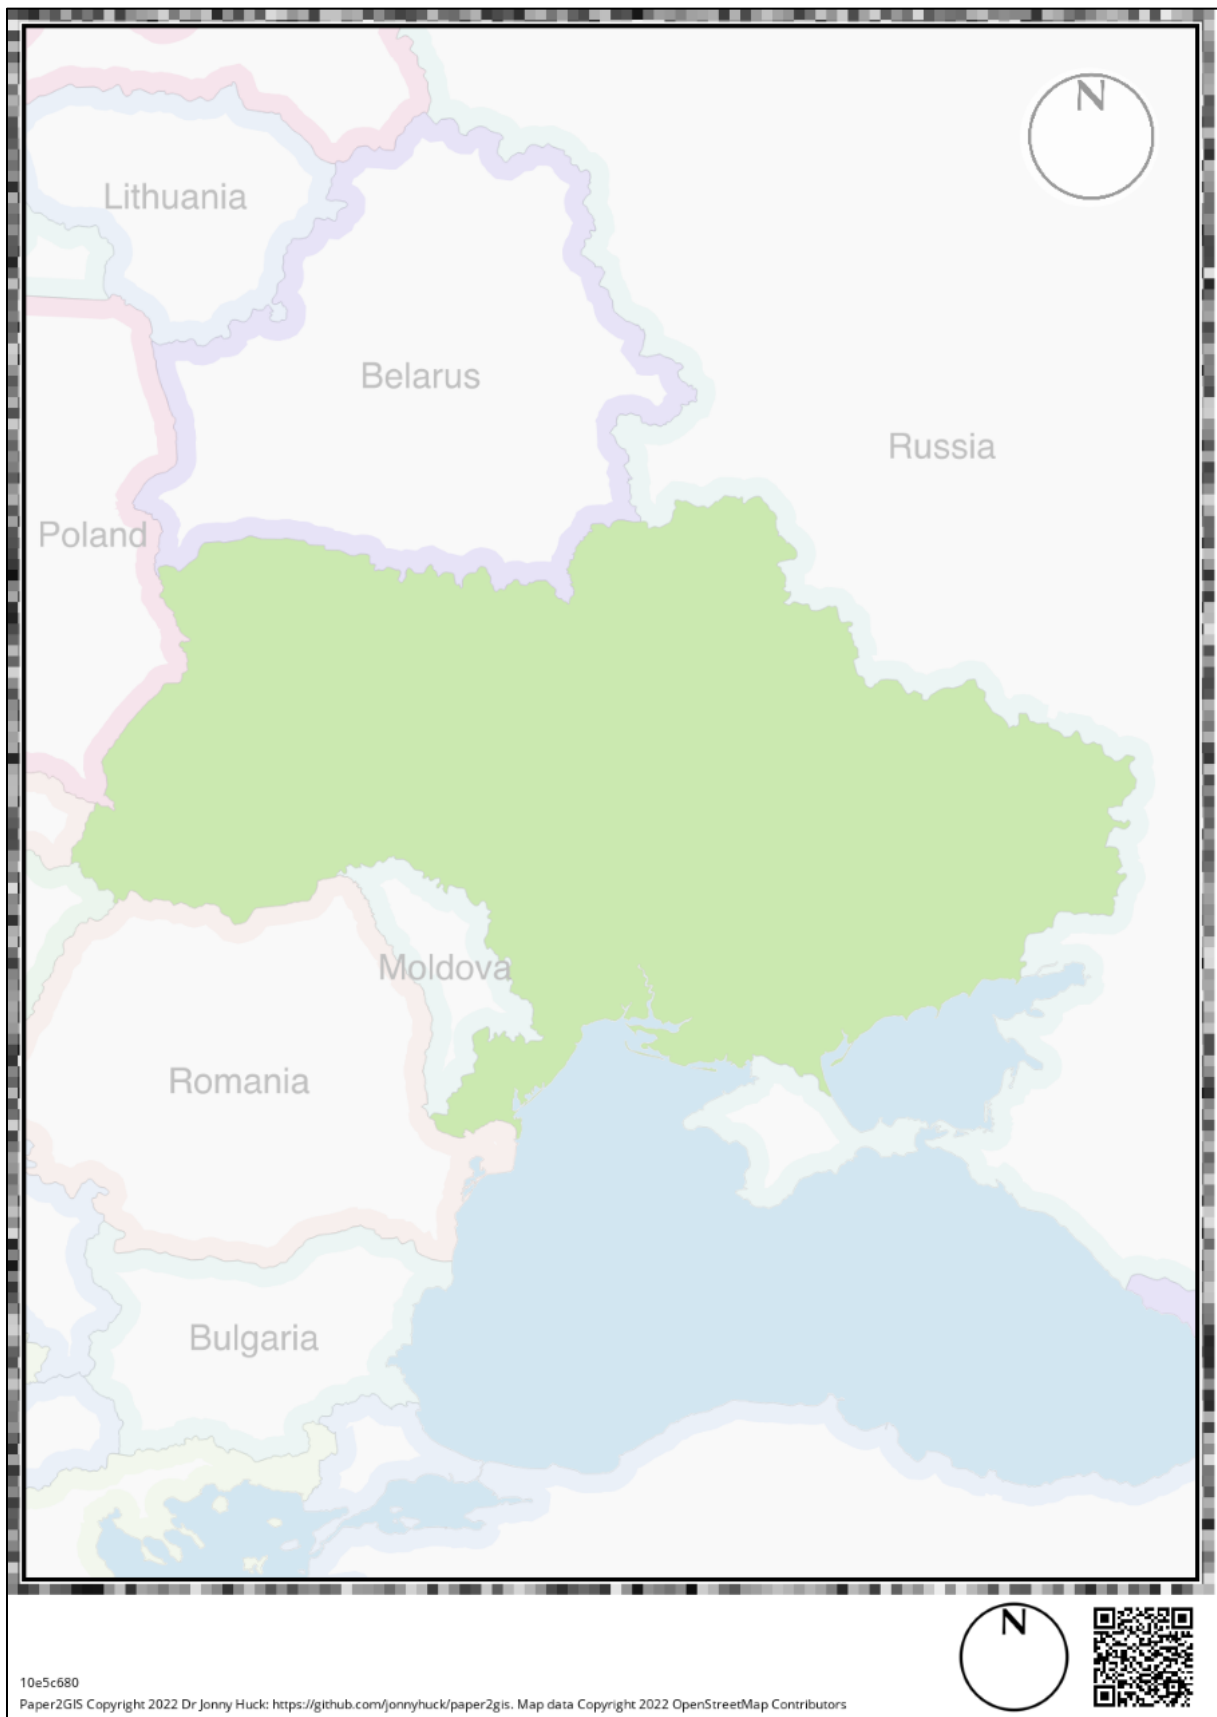 N
Lithuania
Belarus
Russia
Poland
Moldova
Romania
Bulgaria
N
10e5c680
Paper2GIS Copyright 2022 Dr Jonny Huck: https://github.com/jonnyhuck/paper2gis. Map data Copyright 2022 OpenStreetMap Contributors